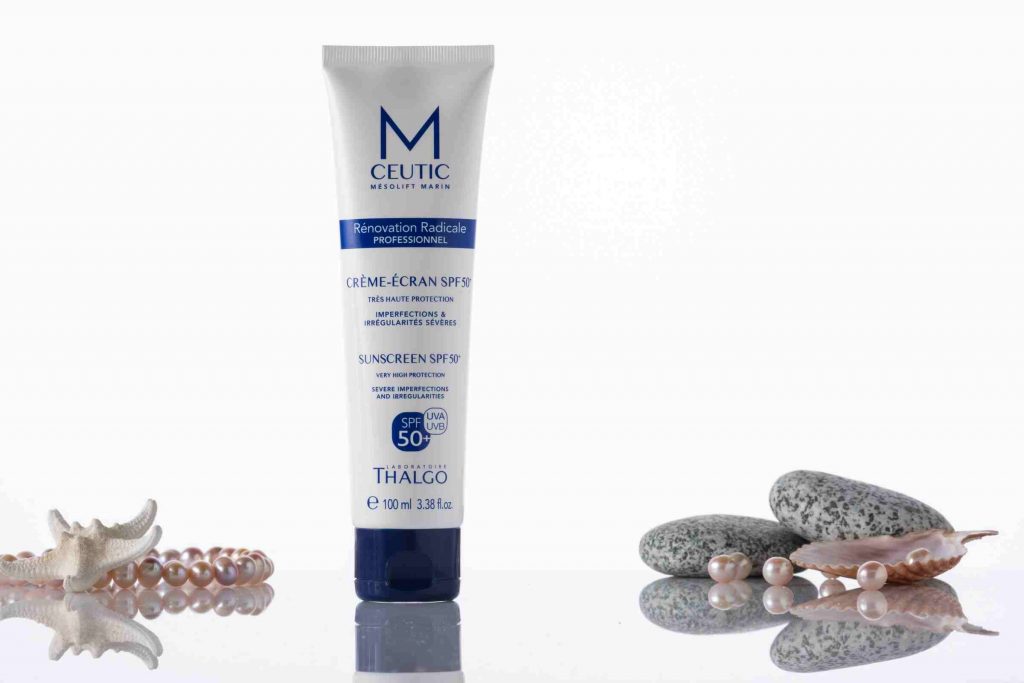 M
CEUTIC
MÉSOLIFT MARIN
Rénovation Radicale
PROFESSIONNEL
CRÈME-ÉCRAN SPF50+
TRÈS HAUTE PROTECTION
IMPERFECTIONS &
IRRÉGULARITÉS SÉVÈRES
SUNSCREEN SPF50+
VERY HIGH PROTECTION
SEVERE IMPERFECTIONS
AND IRREGULARITIES
SPF
50+
UVA
UVB
LABORATOIRE
THALGO
℮ 100 ml 3.38 fl.oz.